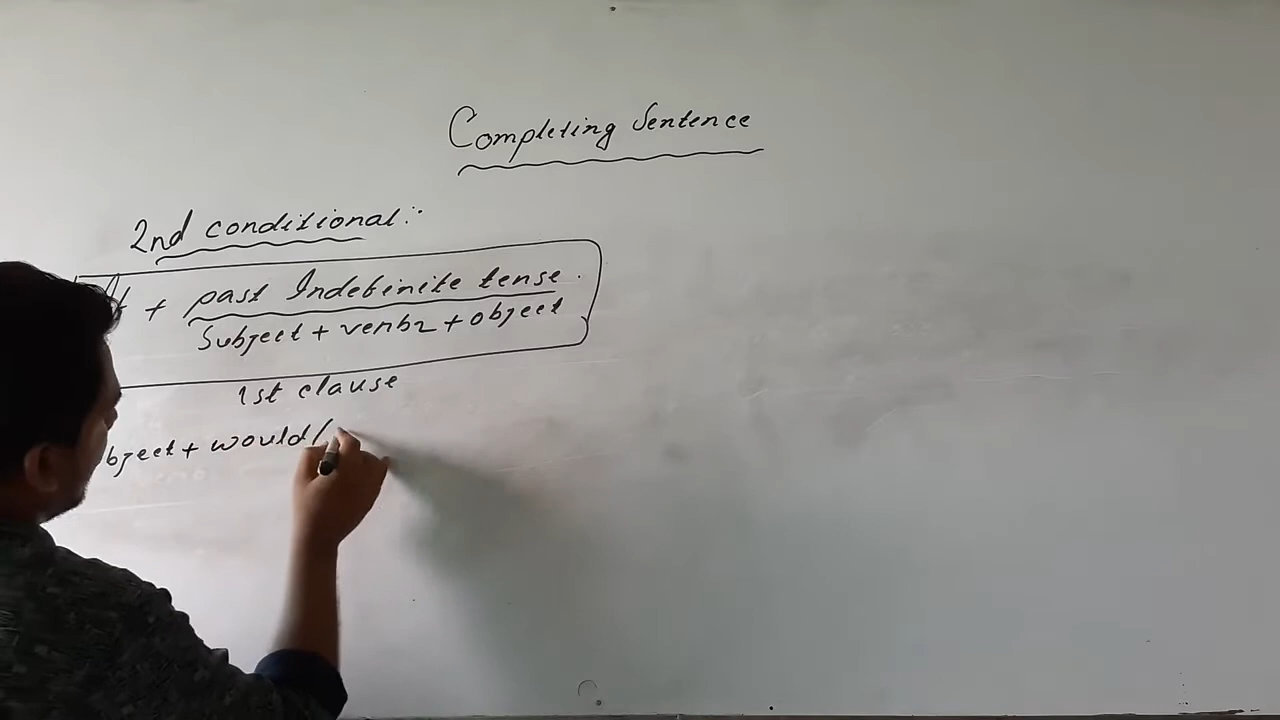 Completing Sentence
2nd conditional:
+ past Indefinite tense.
Subject + verb2 + object
1st clause
bject + would/